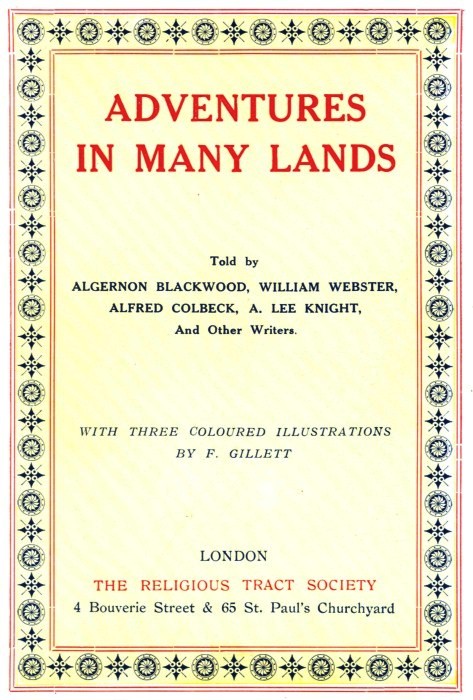 ADVENTURES
IN MANY LANDS
Told by
ALGERNON BLACKWOOD, WILLIAM WEBSTER,
ALFRED COLBECK, A. LEE KNIGHT,
And Other Writers.
WITH THREE COLOURED ILLUSTRATIONS
BY F. GILLETT
LONDON
THE RELIGIOUS TRACT SOCIETY
4 Bouverie Street & 65 St. Paul's Churchyard